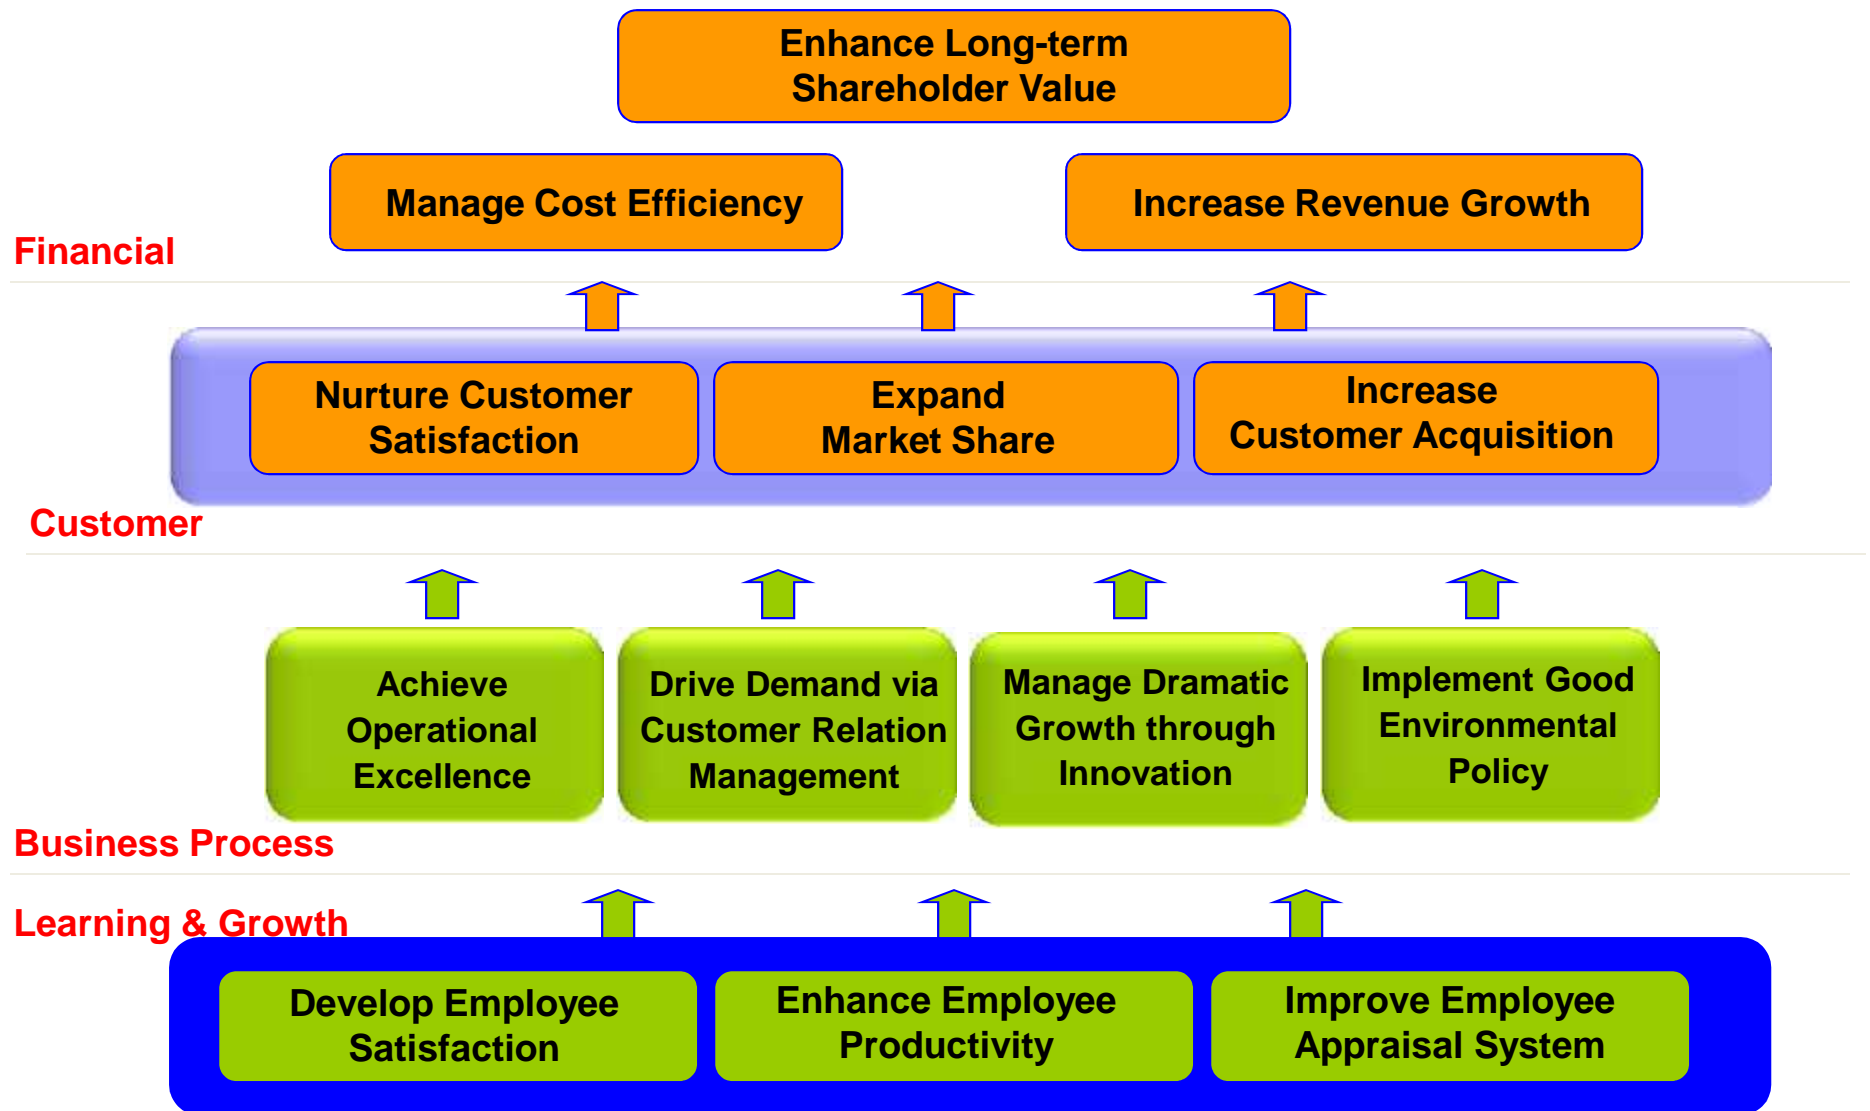 Enhance Long-term
Shareholder Value
Manage Cost Efficiency
Increase Revenue Growth
Financial
Nurture Customer
Satisfaction
Expand
Market Share
Increase
Customer Acquisition
Customer
Achieve
Operational
Excellence
Drive Demand via
Customer Relation
Management
Manage Dramatic
Growth through
Innovation
Implement Good
Environmental
Policy
Business Process
Learning & Growth
Develop Employee
Satisfaction
Enhance Employee
Productivity
Improve Employee
Appraisal System